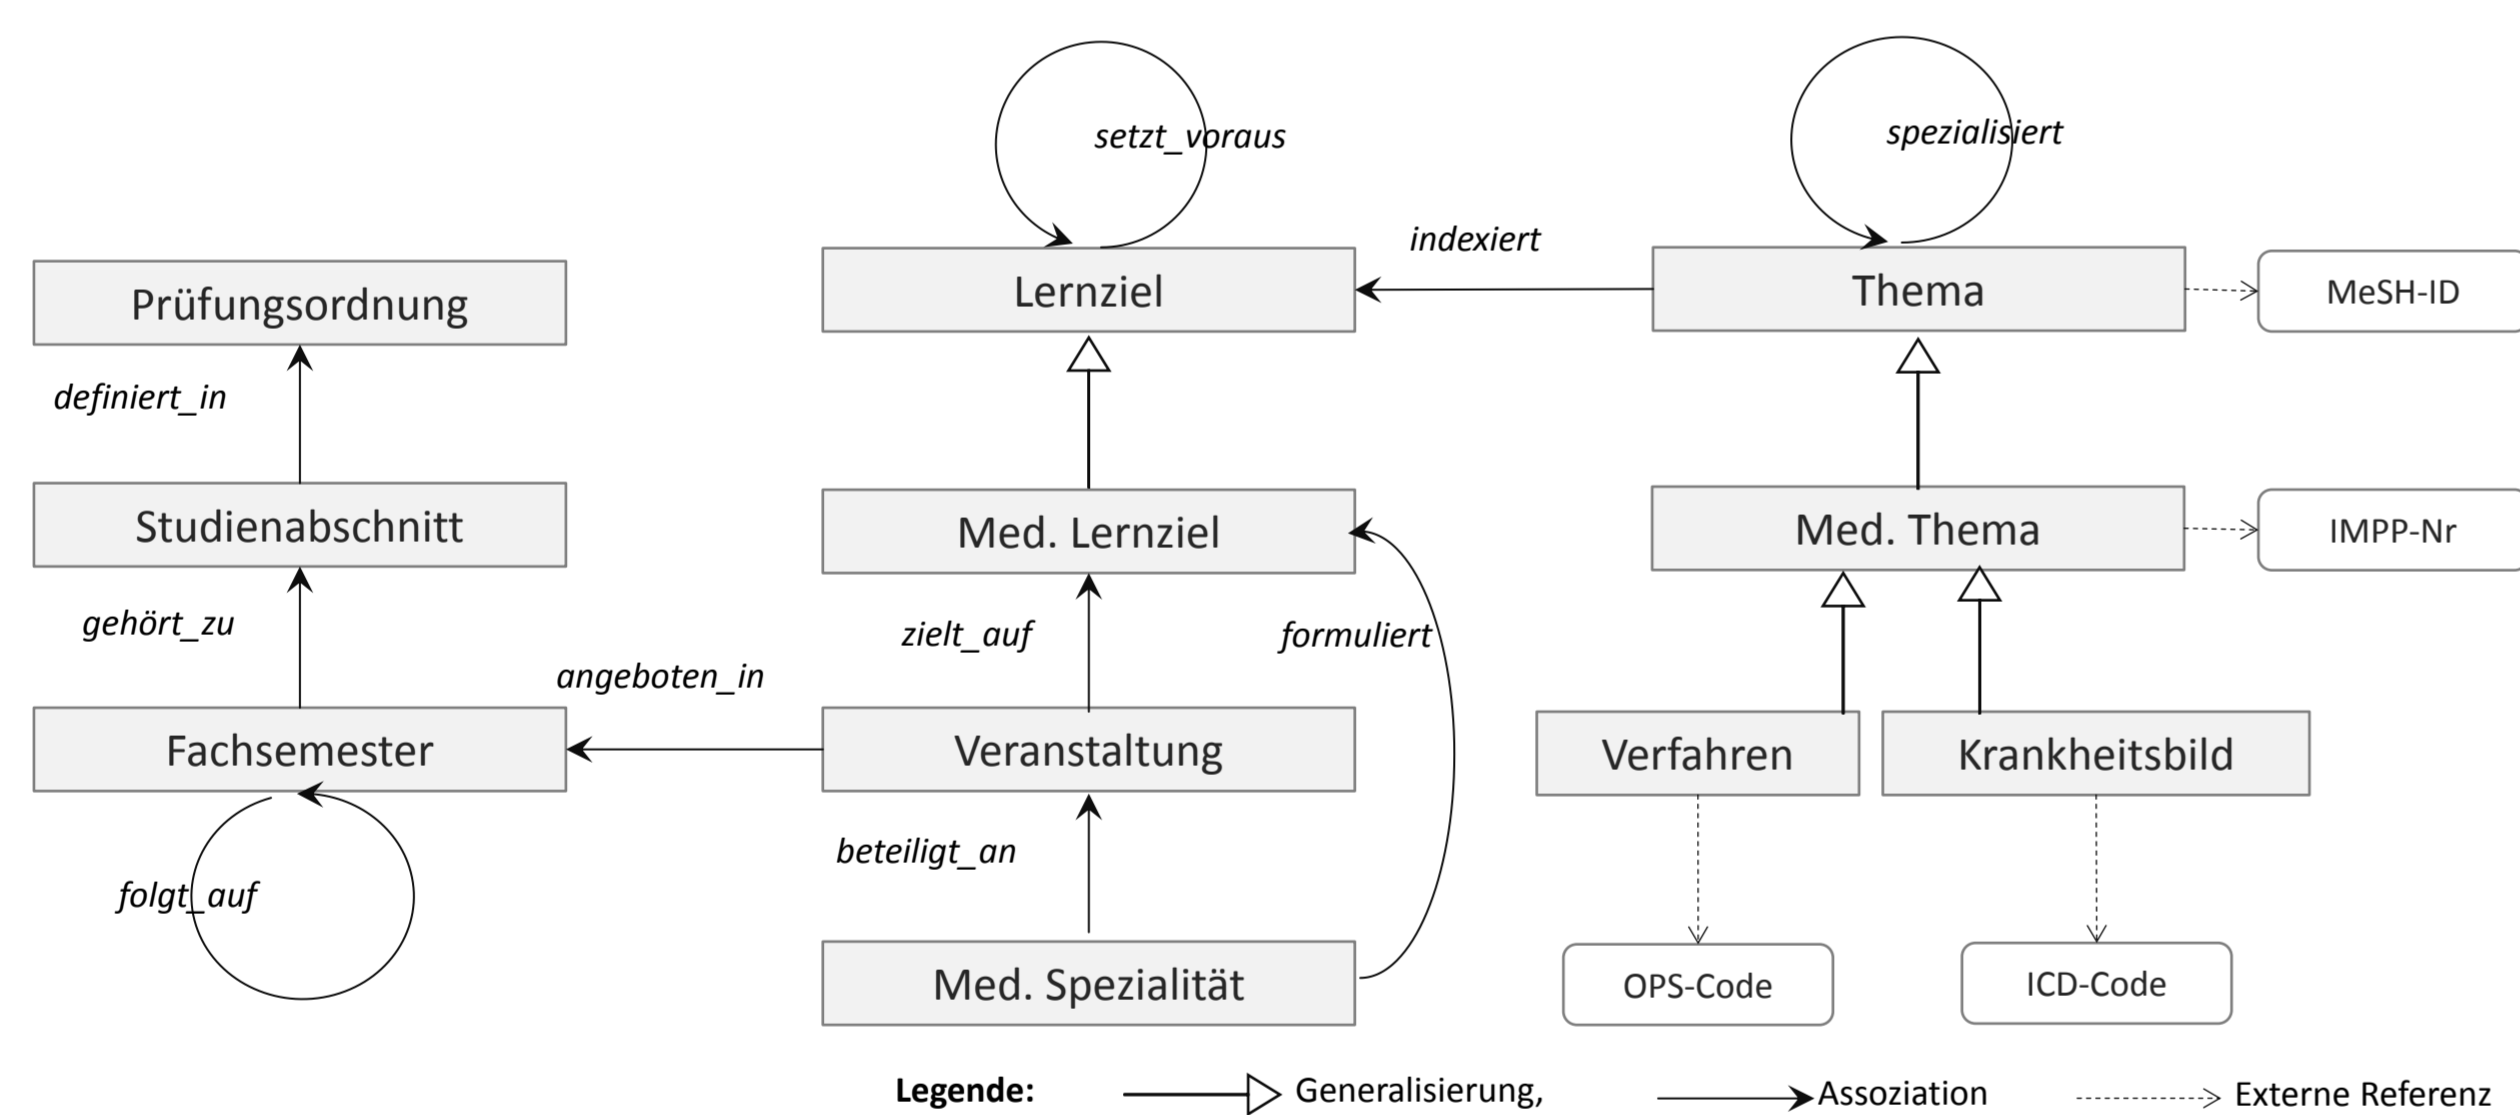 setzt_voraus
spezialisiert
indexiert
Prüfungsordnung
Lernziel
Thema
MeSH-ID
definiert_in
Studienabschnitt
Med. Lernziel
Med. Thema
IMPP-Nr
gehört_zu
zielt_auf
formuliert
angeboten_in
Fachsemester
Veranstaltung
Verfahren
Krankheitsbild
folgt_auf
beteiligt_an
Med. Spezialität
OPS-Code
ICD-Code
Legende: Generalisierung, Assoziation Externe Referenz